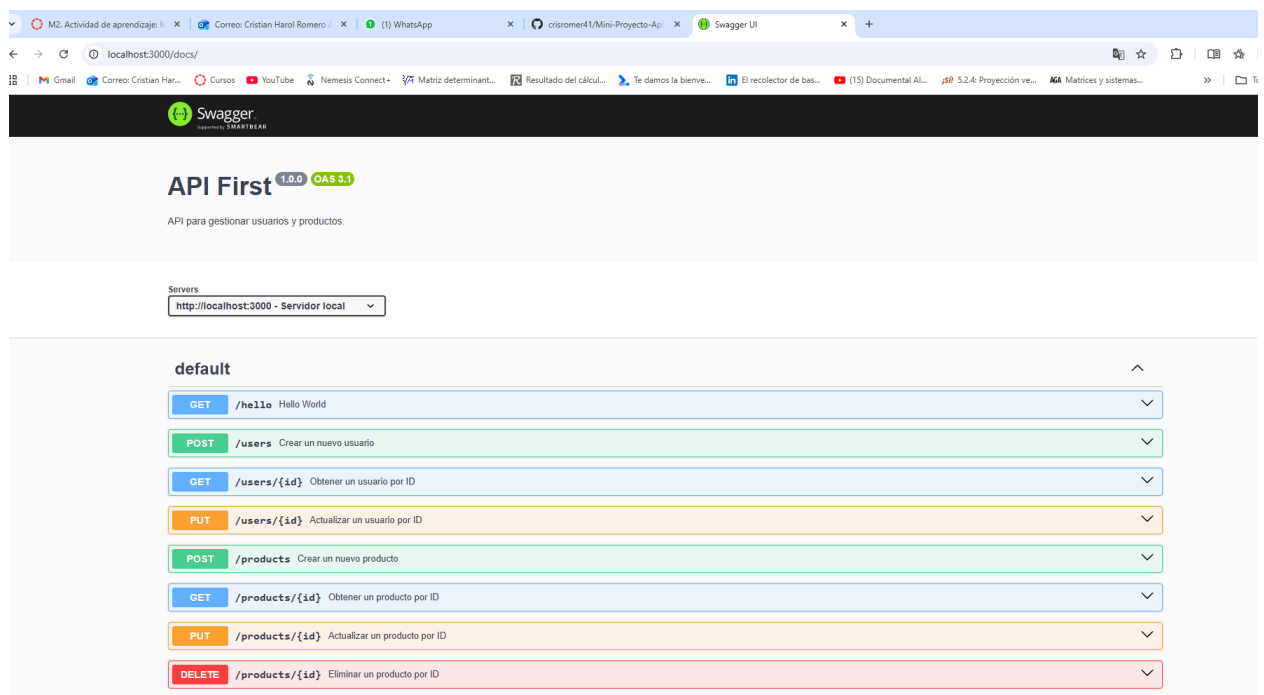 M2. Actividad de aprendizaje: M
Correo: Cristian Harol Romero A
(1) WhatsApp
crisromer41/Mini-Proyecto-Api
Swagger UI
localhost:3000/docs/
Gmail
Correo: Cristian Har...
Cursos
YouTube
Nemesis Connect+
Matriz determinant...
Resultado del cálcul...
Te damos la bienve...
El recolector de bas...
(15) Documental Al...
5.2.4: Proyección ve...
Matrices y sistemas...
Swagger.
Supported by SMARTBEAR
API First 1.0.0 OAS 3.1
API para gestionar usuarios y productos.
Servers
http://localhost:3000 - Servidor local
default
GET /hello Hello World
POST /users Crear un nuevo usuario
GET /users/{id} Obtener un usuario por ID
PUT /users/{id} Actualizar un usuario por ID
POST /products Crear un nuevo producto
GET /products/{id} Obtener un producto por ID
PUT /products/{id} Actualizar un producto por ID
DELETE /products/{id} Eliminar un producto por ID